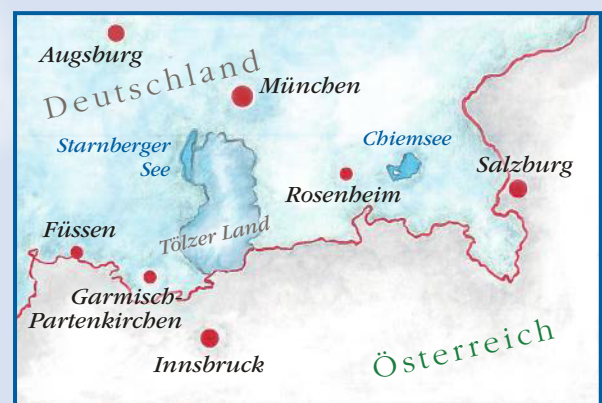 Augsburg
Deutschland
München
Starnberger
See
Chiemsee
Salzburg
Rosenheim
Füssen
Tölzer Land
Garmisch-
Partenkirchen
Innsbruck
Österreich